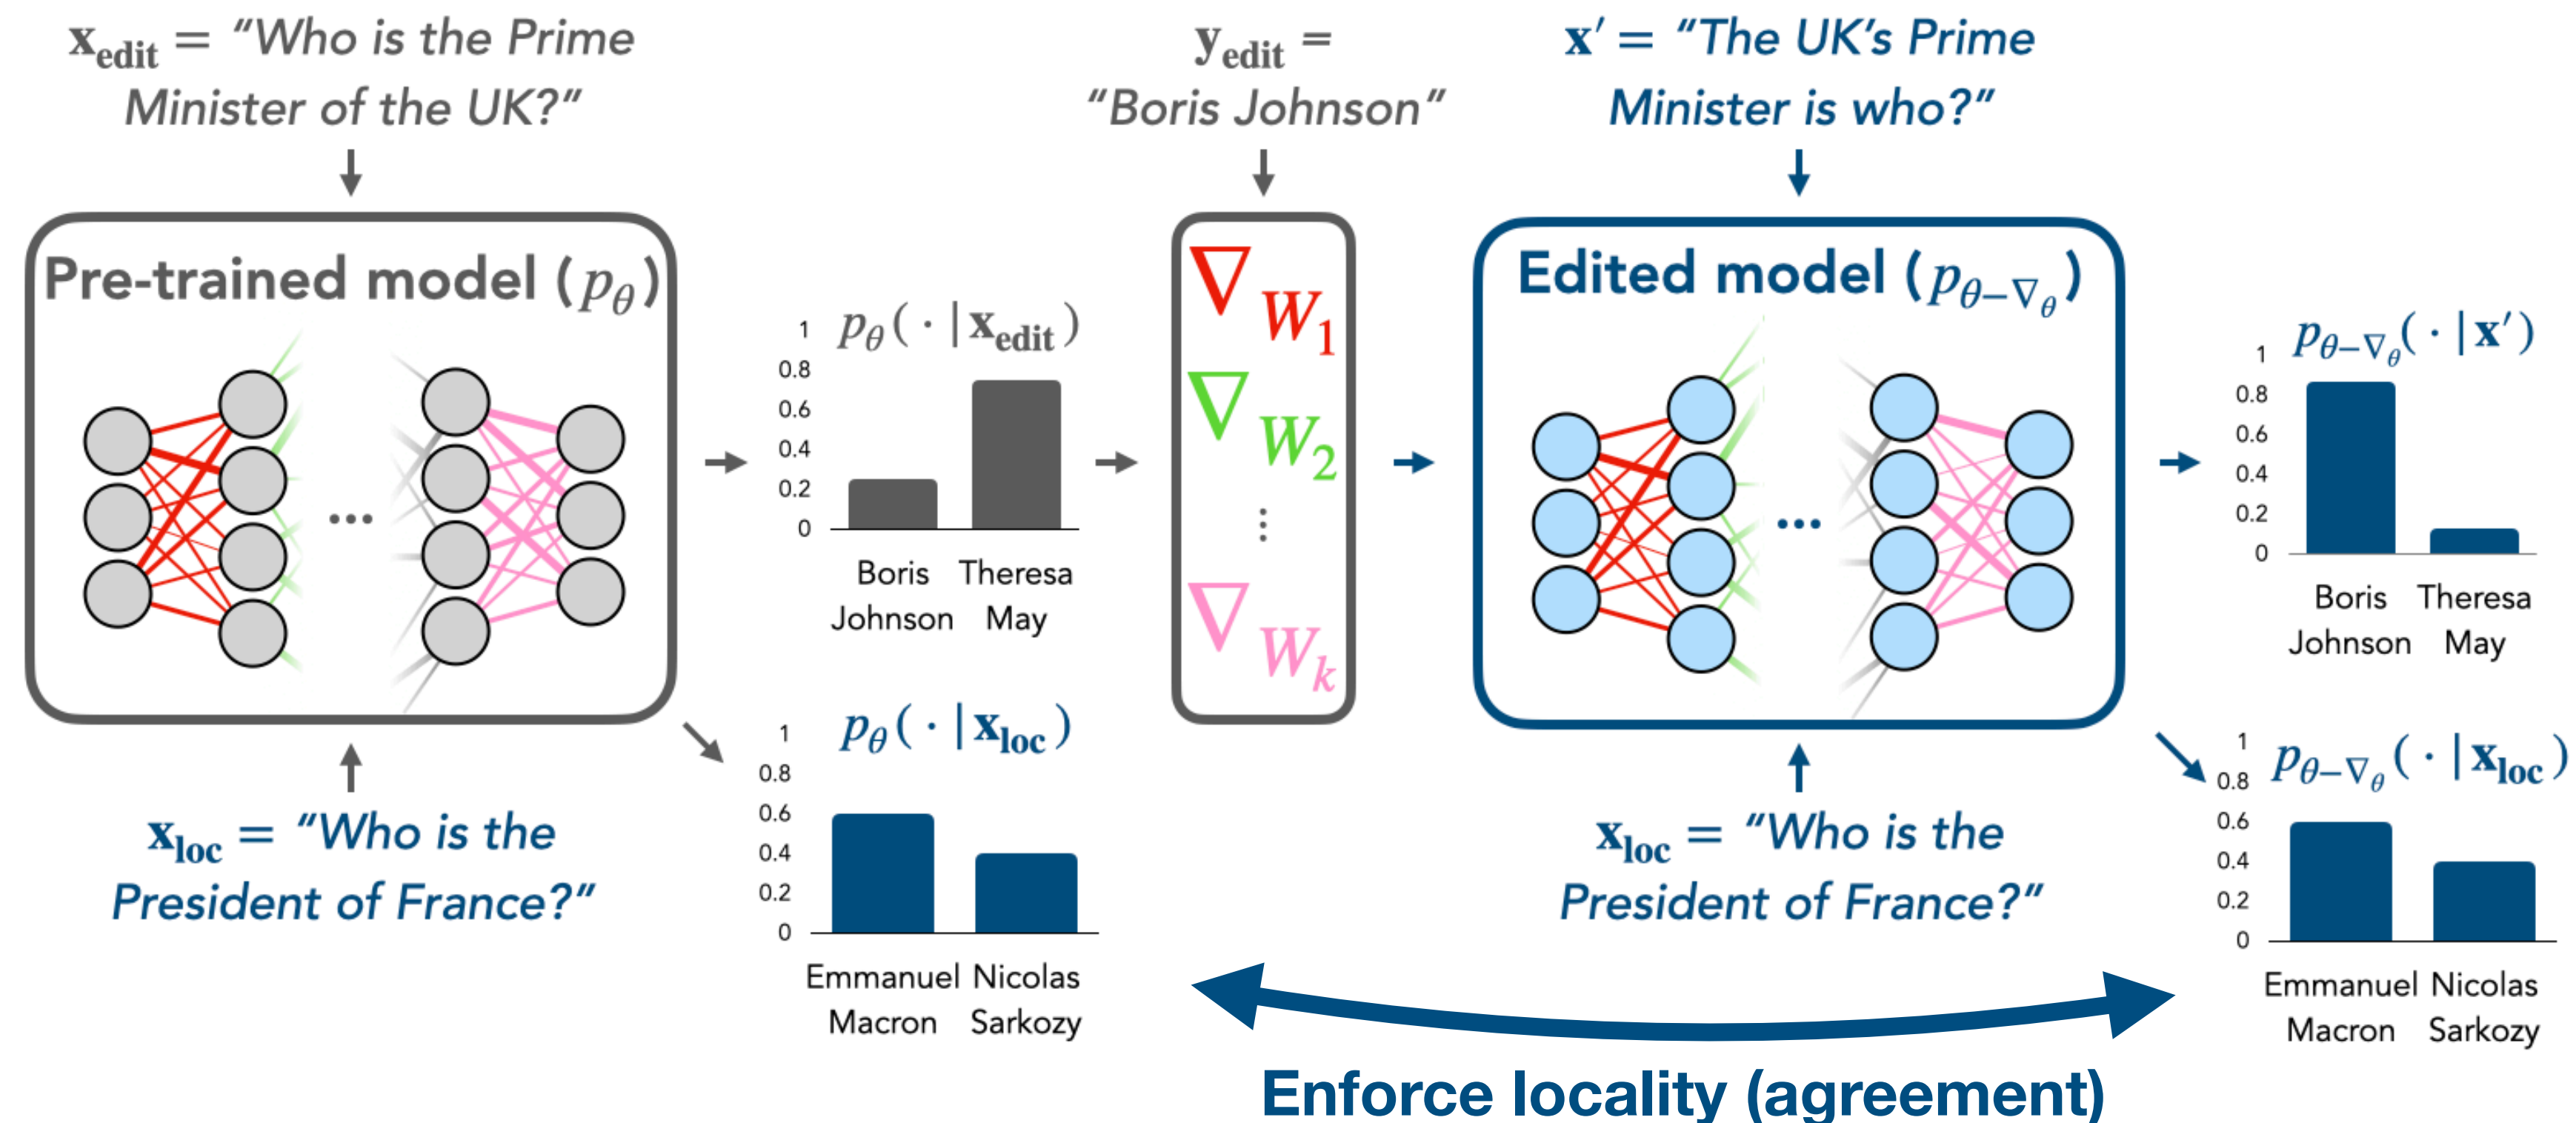 x_edit = "Who is the Prime
Minister of the UK?"
y_edit =
"Boris Johnson"
x′ = "The UK's Prime
Minister is who?"
Pre-trained model (p_θ)
...
p_θ( · | x_edit )
1
0.8
0.6
0.4
0.2
0
Boris Theresa
Johnson May
∇ W_1
∇ W_2
⋮
∇ W_k
Edited model (p_θ−∇_θ)
...
p_θ−∇_θ( · | x′ )
1
0.8
0.6
0.4
0.2
0
Boris Theresa
Johnson May
x_loc = "Who is the
President of France?"
p_θ( · | x_loc )
1
0.8
0.6
0.4
0.2
0
Emmanuel Nicolas
Macron Sarkozy
x_loc = "Who is the
President of France?"
p_θ−∇_θ( · | x_loc )
1
0.8
0.6
0.4
0.2
0
Emmanuel Nicolas
Macron Sarkozy
Enforce locality (agreement)